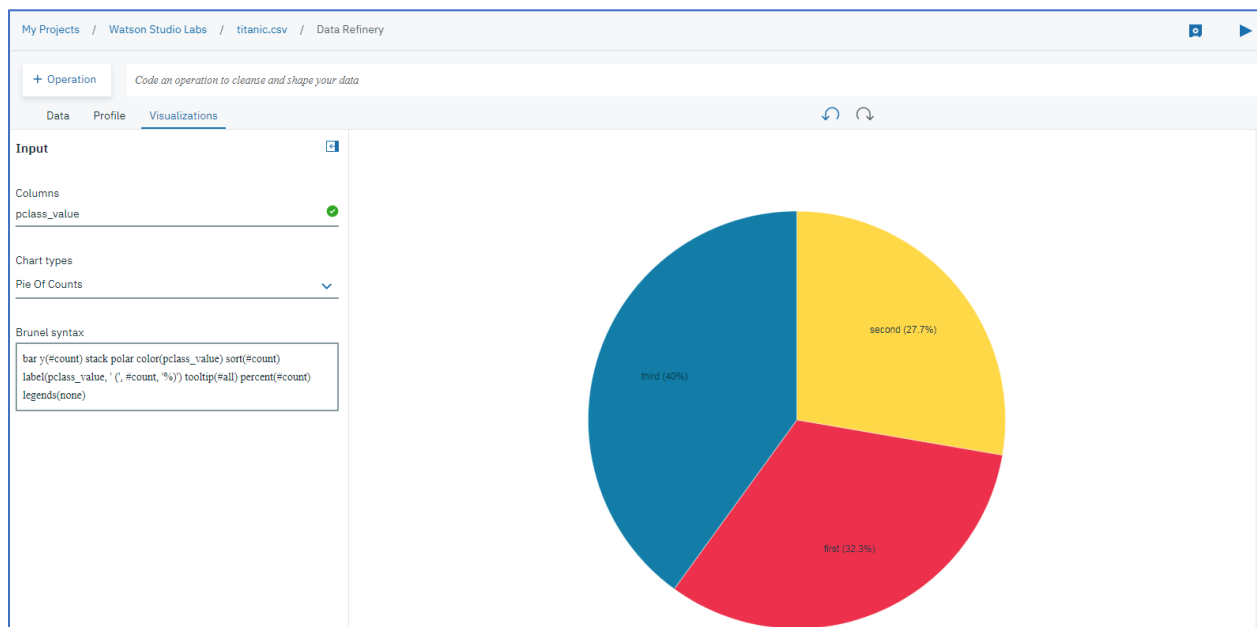 My Projects / Watson Studio Labs / titanic.csv / Data Refinery
+ Operation
Code an operation to cleanse and shape your data
Data Profile Visualizations
Input
Columns
pclass_value
Chart types
Pie Of Counts
Brunel syntax
bar y(#count) stack polar color(pclass_value) sort(#count)
label(pclass_value, ' (', #count, '%)') tooltip(#all) percent(#count)
legends(none)
second (27.7%)
third (40%)
first (32.3%)